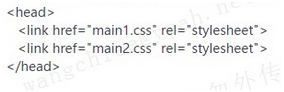 <head>
<link href="main1.css" rel="stylesheet">
<link href="main2.css" rel="stylesheet">
</head>